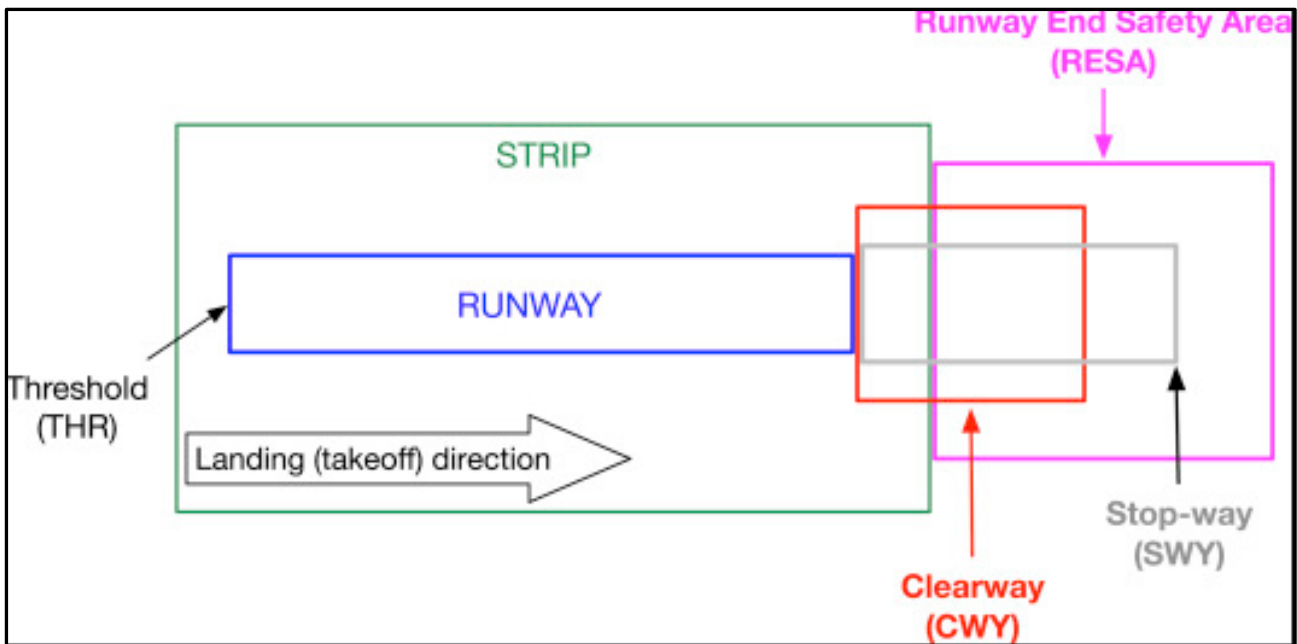 Runway End Safety Area
(RESA)
STRIP
RUNWAY
Threshold
(THR)
Landing (takeoff) direction
Stop-way
(SWY)
Clearway
(CWY)